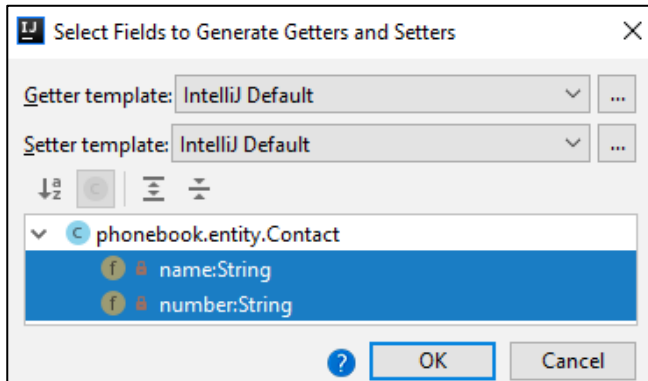 Select Fields to Generate Getters and Setters
Getter template: IntelliJ Default ...
Setter template: IntelliJ Default ...
phonebook.entity.Contact
name:String
number:String
OK Cancel